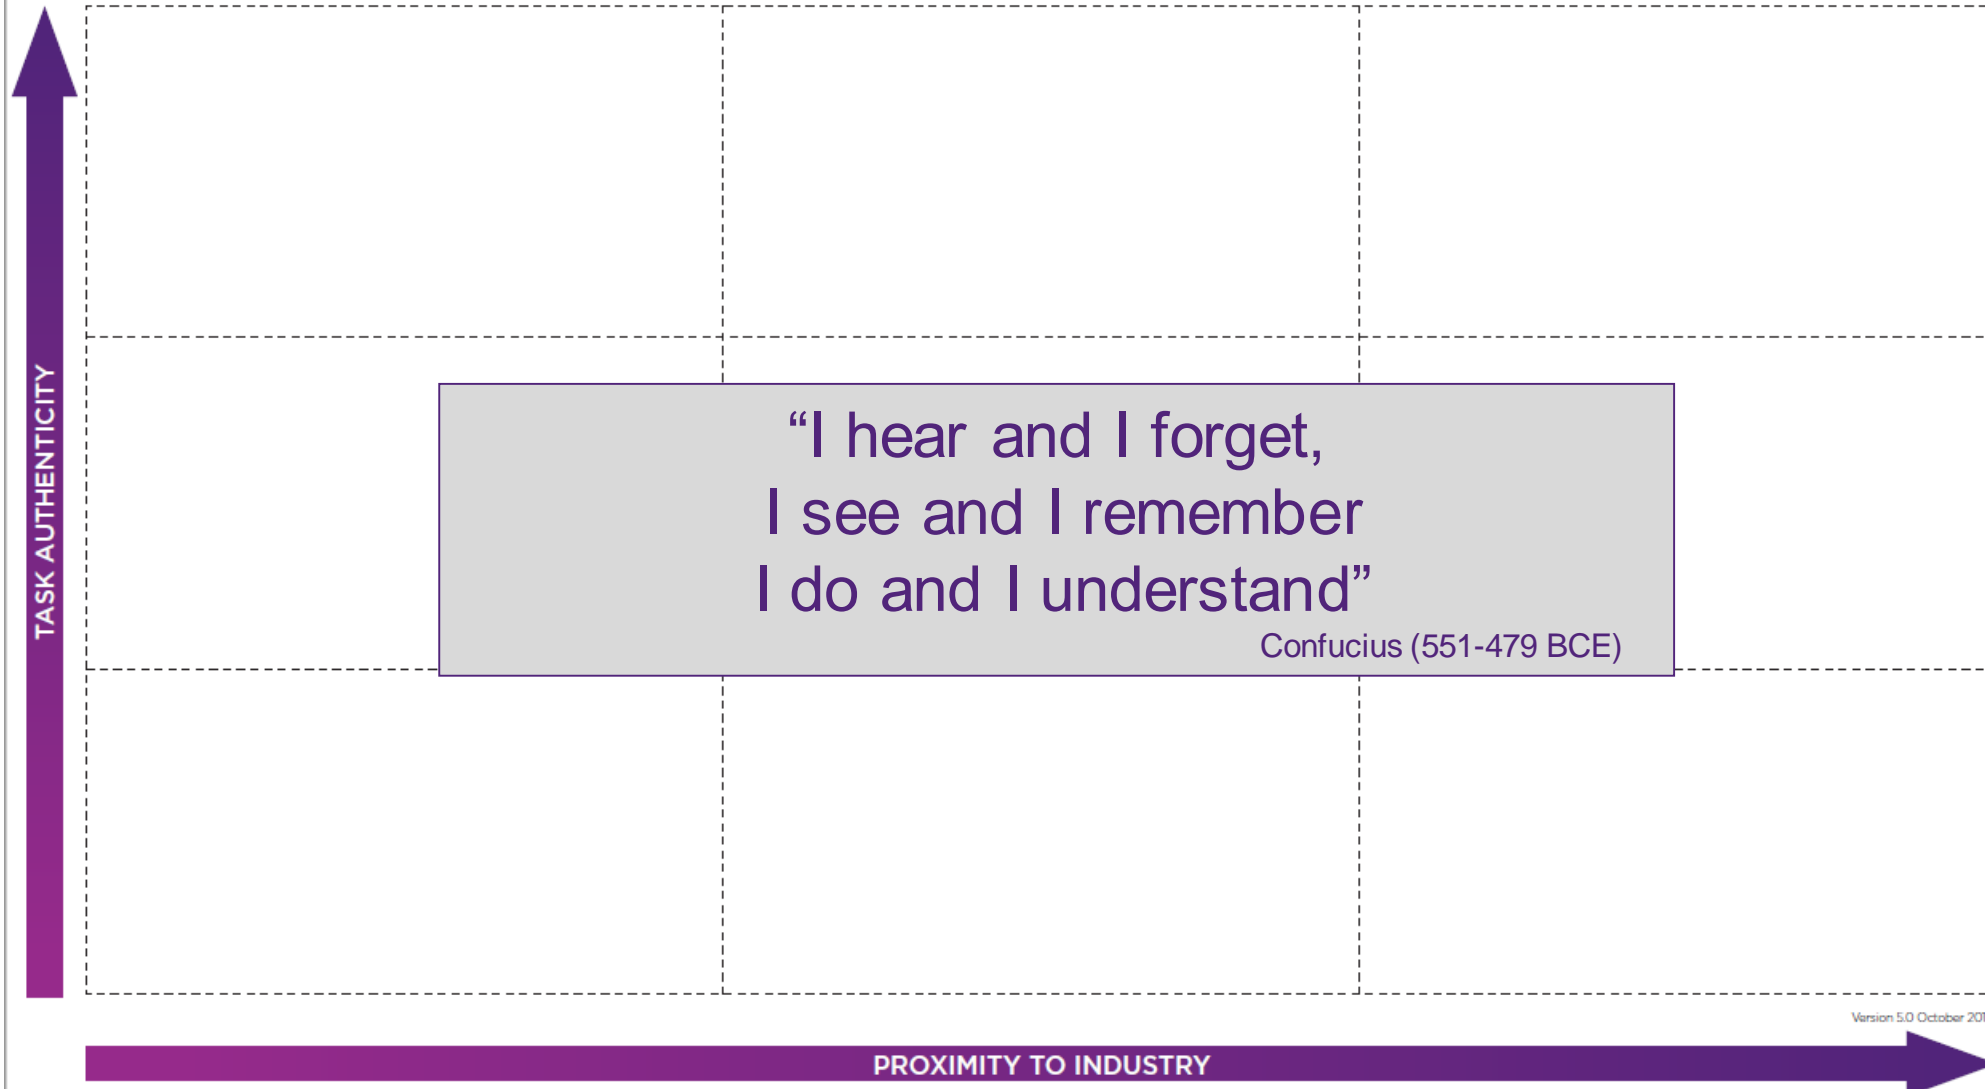 TASK AUTHENTICITY
“I hear and I forget,
I see and I remember
I do and I understand”
Confucius (551-479 BCE)
Version 5.0 October
PROXIMITY TO INDUSTRY